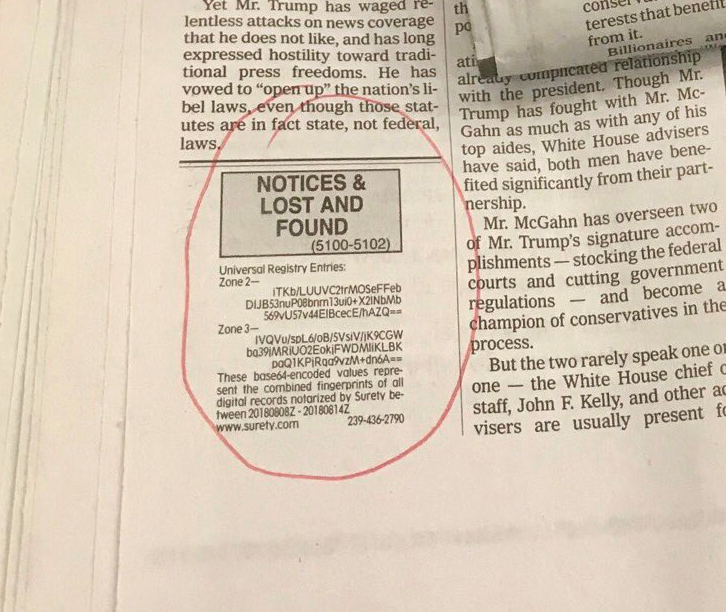 Yet Mr. Trump has waged re-
lentless attacks on news coverage
that he does not like, and has long
expressed hostility toward tradi-
tional press freedoms. He has
vowed to “open up” the nation’s li-
bel laws, even though those stat-
utes are in fact state, not federal,
laws.
NOTICES &
LOST AND
FOUND
(5100-5102)
Universal Registry Entries:
Zone 2—
iTKb/LUUVC2trMOSeFFeb
DIJB53nuP08bnm13ui0+X2INbMb
569vU57v44EIBcecE/hAZQ==
Zone 3—
IVQVu/spL6/oB/SVsiV/jK9CGW
ba39iMRiUO2EokjFWDMIiKLBK
paQ1KPjRqa9vzM+dn6A==
These base64-encoded values repre-
sent the combined fingerprints of all
digital records notarized by Surety be-
tween 20180808Z - 20180814Z
www.surety.com 239-436-2790
th
po
conser
terests that benefit
from it.
Billionaires an
ati
already complicated relationship
with the president. Though Mr.
Trump has fought with Mr. Mc-
Gahn as much as with any of his
top aides, White House advisers
have said, both men have bene-
fited significantly from their part-
nership.
Mr. McGahn has overseen two
of Mr. Trump’s signature accom-
plishments — stocking the federal
courts and cutting government
regulations — and become a
champion of conservatives in the
process.
But the two rarely speak one o
one — the White House chief o
staff, John F. Kelly, and other ad
visers are usually present fo